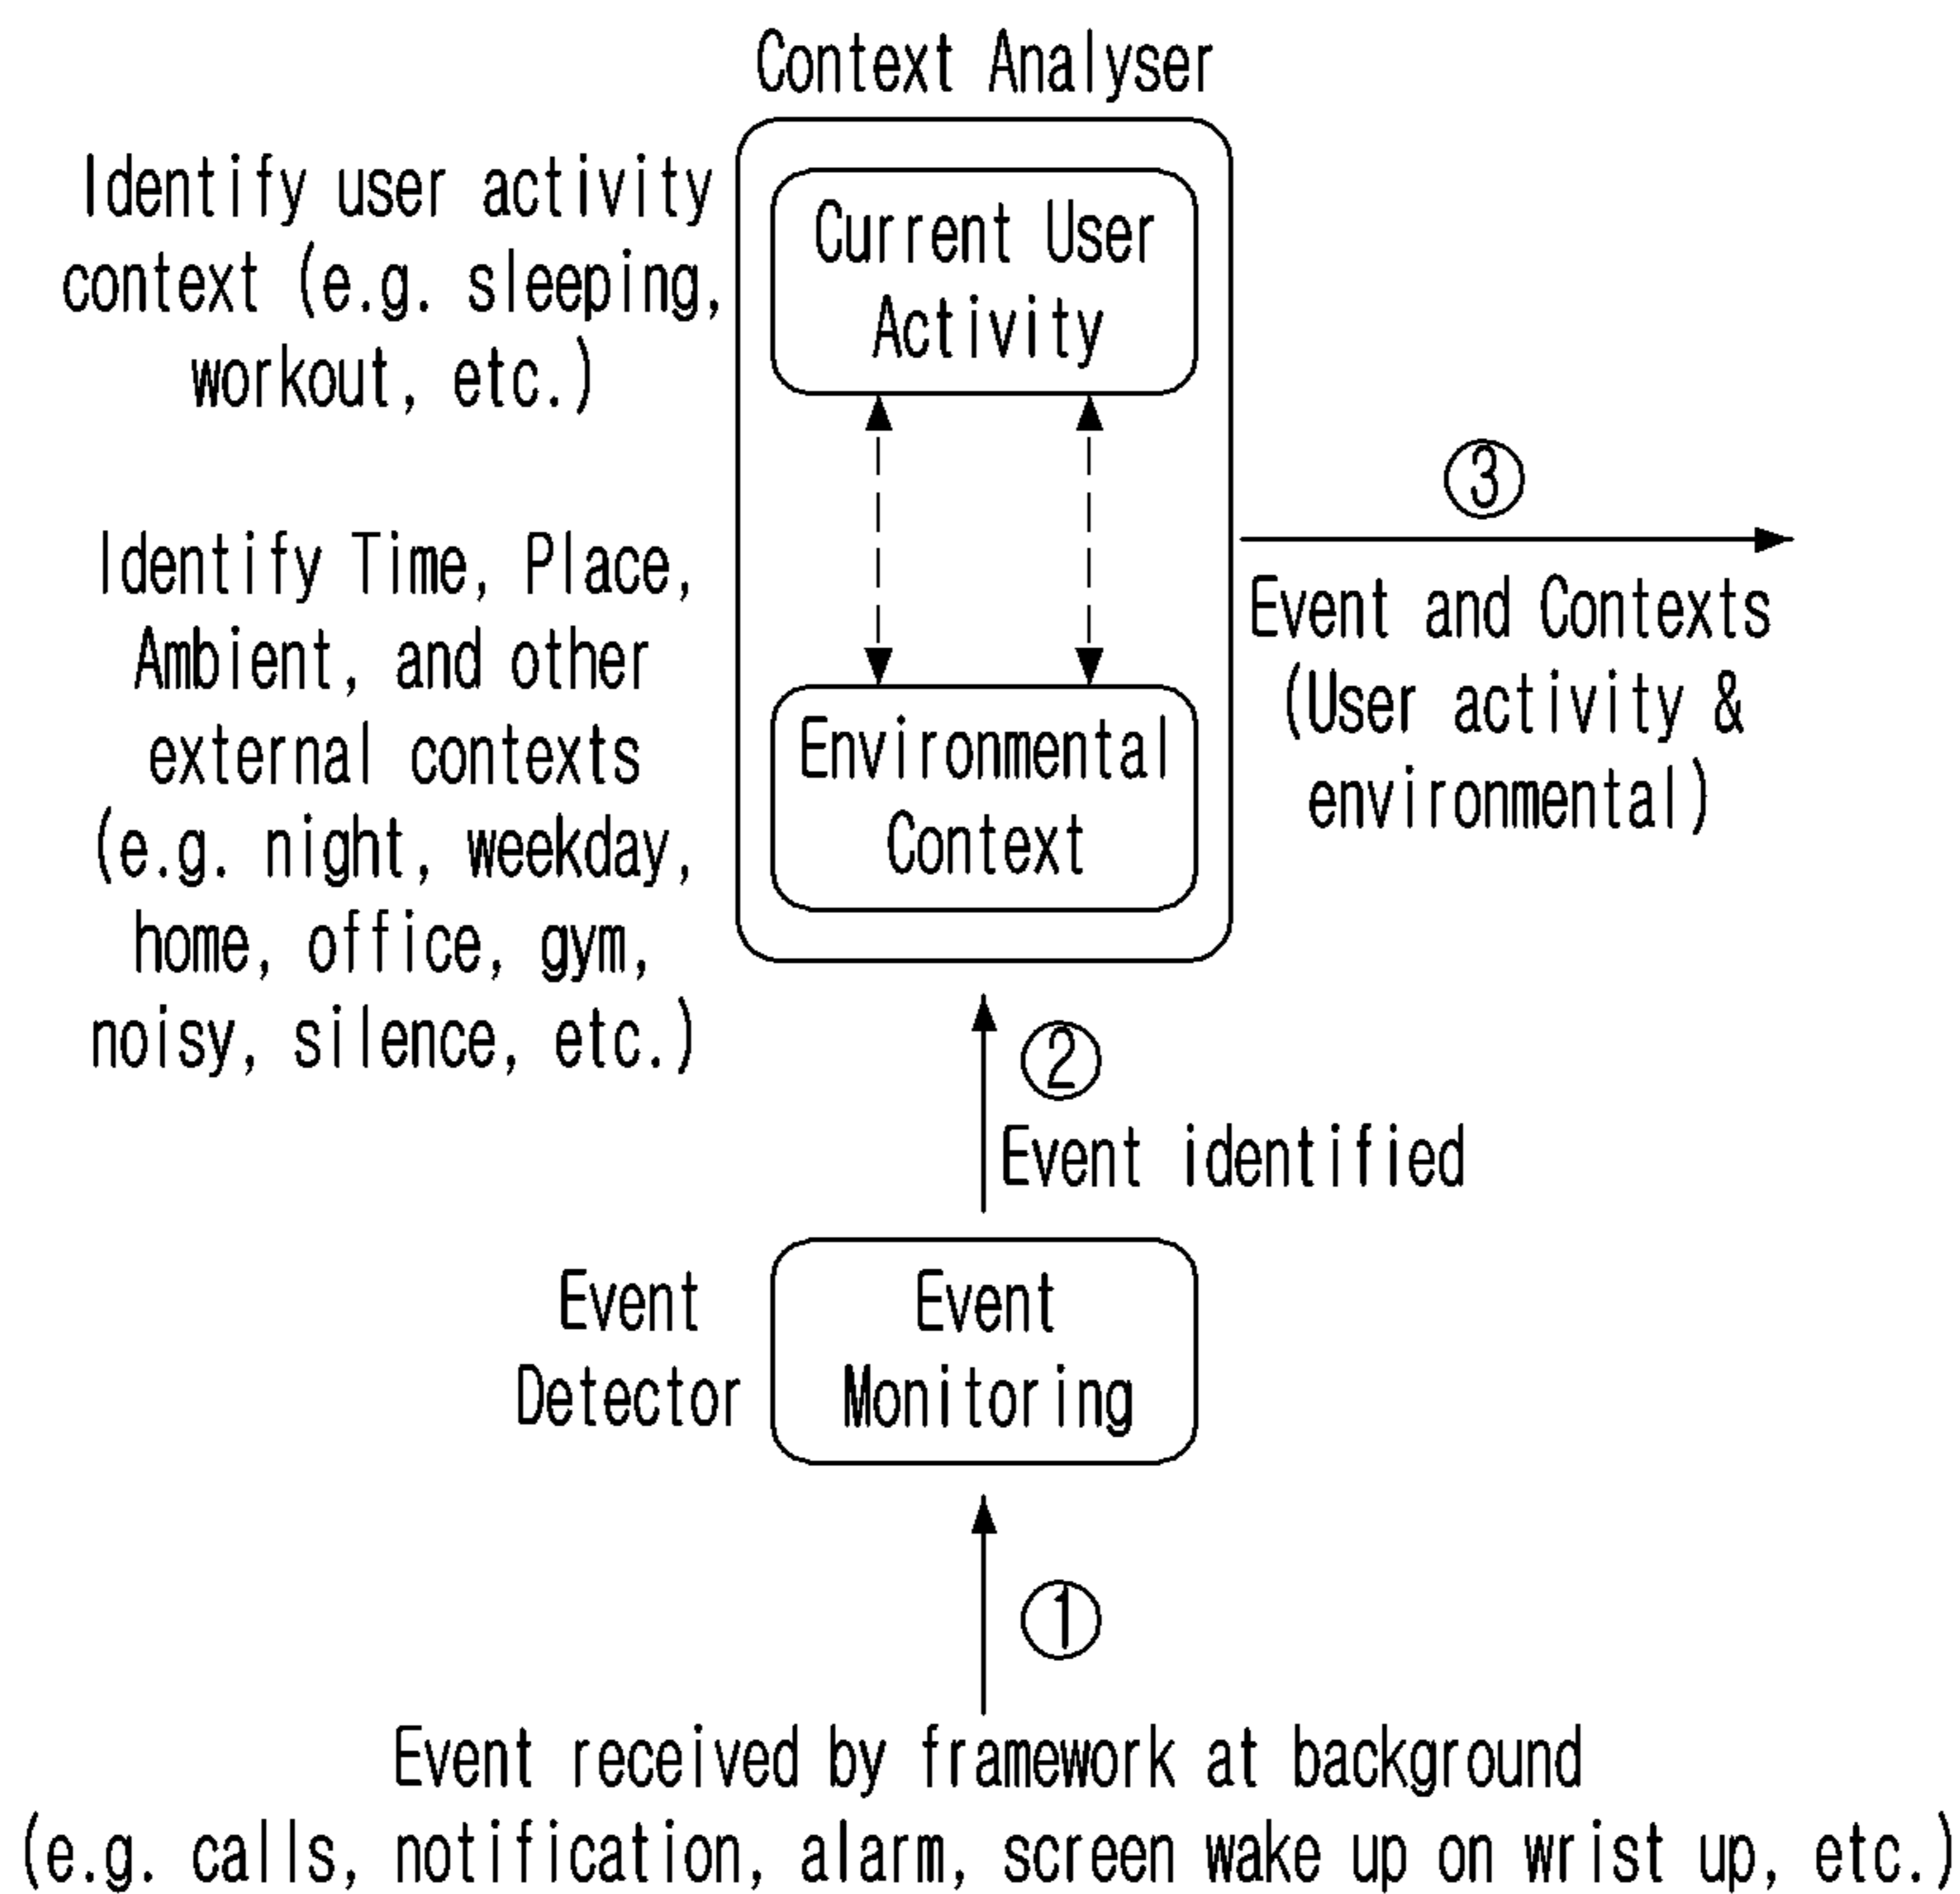 Context Analyser
Identify user activity
context (e.g. sleeping,
workout, etc.)
Current User
Activity
Identify Time, Place,
Ambient, and other
external contexts
(e.g. night, weekday,
home, office, gym,
noisy, silence, etc.)
Environmental
Context
③
Event and Contexts
(User activity &
environmental)
②
Event identified
Event
Detector
Event
Monitoring
①
Event received by framework at background
(e.g. calls, notification, alarm, screen wake up on wrist up, etc.)